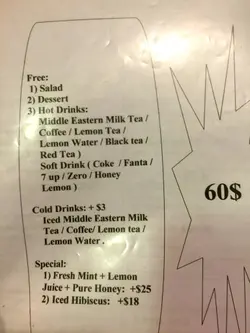 Free:
1) Salad
2) Dessert
3) Hot Drinks:
Middle Eastern Milk Tea /
Coffee / Lemon Tea /
Lemon Water / Black tea /
Red Tea )
Soft Drink ( Coke / Fanta /
7 up / Zero / Honey
Lemon )
Cold Drinks: + $3
Iced Middle Eastern Milk
Tea / Coffee/ Lemon tea /
Lemon Water .
Special:
1) Fresh Mint + Lemon
Juice + Pure Honey: +$25
2) Iced Hibiscus: +$18
60$